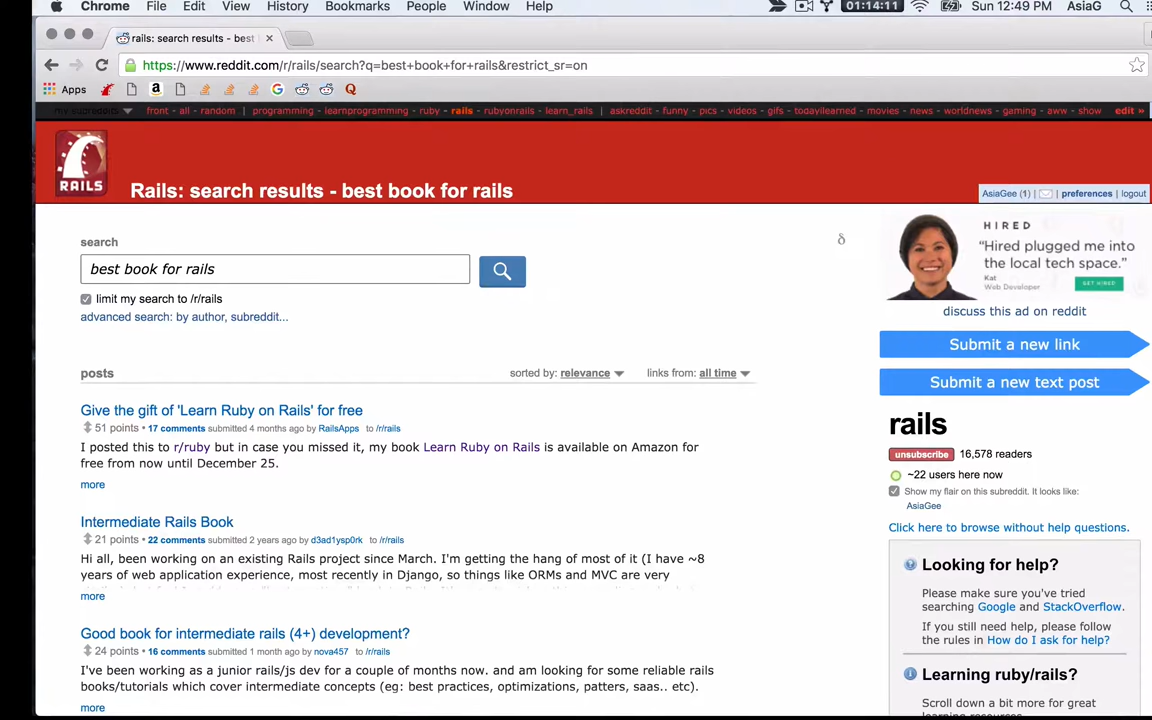 Chrome File Edit View History Bookmarks People Window Help 01:14:11 Sun 12:49 PM AsiaG
rails: search results - best
https://www.reddit.com/r/rails/search?q=best+book+for+rails&restrict_sr=on
Apps
front - all - random | programming - learnprogramming - ruby - rails - rubyonrails - learn_rails | askreddit - funny - pics - videos - gifs - todayilearned - movies - news - worldnews - gaming - aww - show edit »
RAILS
Rails: search results - best book for rails
AsiaGee (1) | | preferences | logout
search
best book for rails
limit my search to /r/rails
advanced search: by author, subreddit...
δ
HIRED
“Hired plugged me into
the local tech space.”
Kat
Web Developer
GET HIRED
discuss this ad on reddit
Submit a new link
Submit a new text post
posts
sorted by: relevance links from: all time
Give the gift of 'Learn Ruby on Rails' for free
51 points • 17 comments submitted 4 months ago by RailsApps to /r/rails
I posted this to r/ruby but in case you missed it, my book Learn Ruby on Rails is available on Amazon for
free from now until December 25.
more
Intermediate Rails Book
21 points • 22 comments submitted 2 years ago by d3ad1ysp0rk to /r/rails
Hi all, been working on an existing Rails project since March. I'm getting the hang of most of it (I have ~8
years of web application experience, most recently in Django, so things like ORMs and MVC are very
more
Good book for intermediate rails (4+) development?
24 points • 16 comments submitted 1 month ago by nova457 to /r/rails
I've been working as a junior rails/js dev for a couple of months now. and am looking for some reliable rails
books/tutorials which cover intermediate concepts (eg: best practices, optimizations, patters, saas.. etc).
more
rails
unsubscribe 16,578 readers
~22 users here now
Show my flair on this subreddit. It looks like:
AsiaGee
Click here to browse without help questions.
Looking for help?
Please make sure you've tried
searching Google and StackOverflow.
If you still need help, please follow
the rules in How do I ask for help?
Learning ruby/rails?
Scroll down a bit more for great